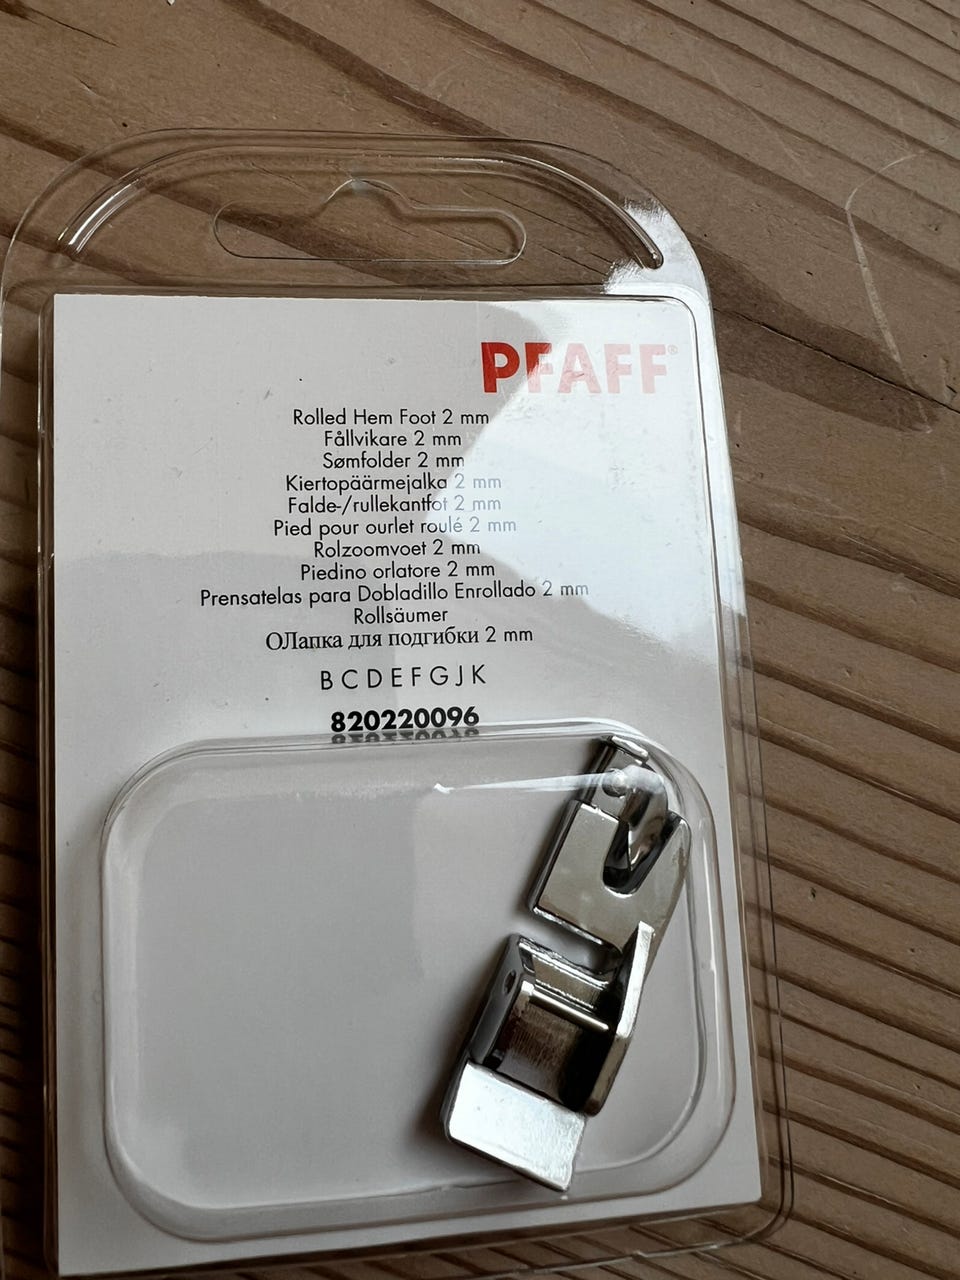 PFAFF®
Rolled Hem Foot 2 mm
Fållvikare 2 mm
Sømfolder 2 mm
Kiertopäärmejalka 2 mm
Falde-/rullekantfot 2 mm
Pied pour ourlet roulé 2 mm
Rolzoomvoet 2 mm
Piedino orlatore 2 mm
Prensatelas para Dobladillo Enrollado 2 mm
Rollsäumer
ОЛапка для подгибки 2 mm
B C D E F G J K
820220096